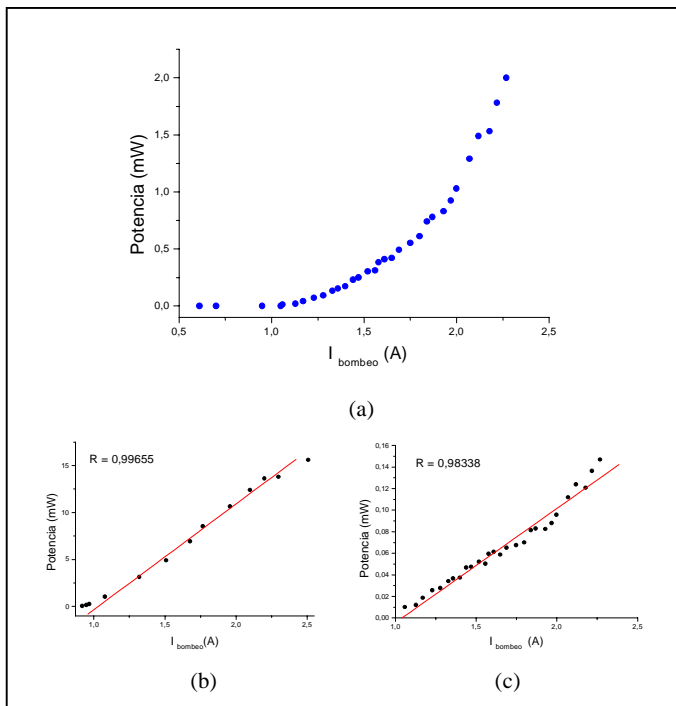 2,0
1,5
1,0
0,5
0,0
Potencia (mW)
0,5 1,0 1,5 2,0 2,5
I bombeo (A)
(a)
R = 0,99655
15
10
5
0
Potencia (mW)
1,0 1,5 2,0 2,5
I bombeo(A)
(b)
R = 0,98338
0,16
0,14
0,12
0,10
0,08
0,06
0,04
0,02
0,00
Potencia (mW)
1,0 1,5 2,0 2,5
I bombeo (A)
(c)